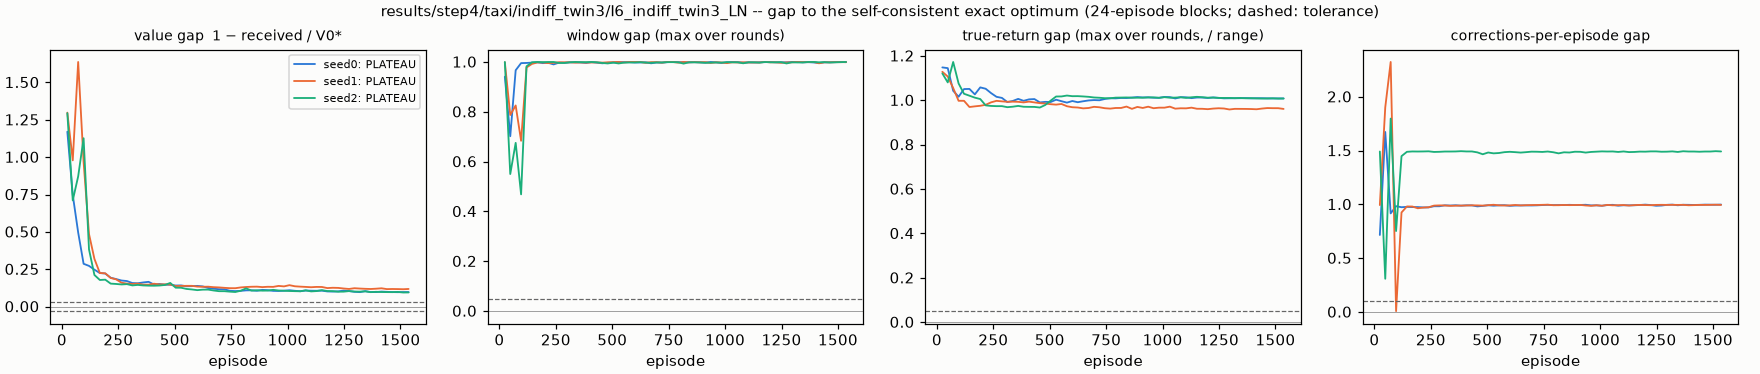 results/step4/taxi/indiff_twin3/l6_indiff_twin3_LN -- gap to the self-consistent exact optimum (24-episode blocks; dashed: tolerance)
value gap 1 − received / V0*
1.50
1.25
1.00
0.75
0.50
0.25
0.00
0 250 500 750 1000 1250 1500
episode
seed0: PLATEAU
seed1: PLATEAU
seed2: PLATEAU
window gap (max over rounds)
1.0
0.8
0.6
0.4
0.2
0.0
0 250 500 750 1000 1250 1500
episode
true-return gap (max over rounds, / range)
1.2
1.0
0.8
0.6
0.4
0.2
0.0
0 250 500 750 1000 1250 1500
episode
corrections-per-episode gap
2.0
1.5
1.0
0.5
0.0
0 250 500 750 1000 1250 1500
episode